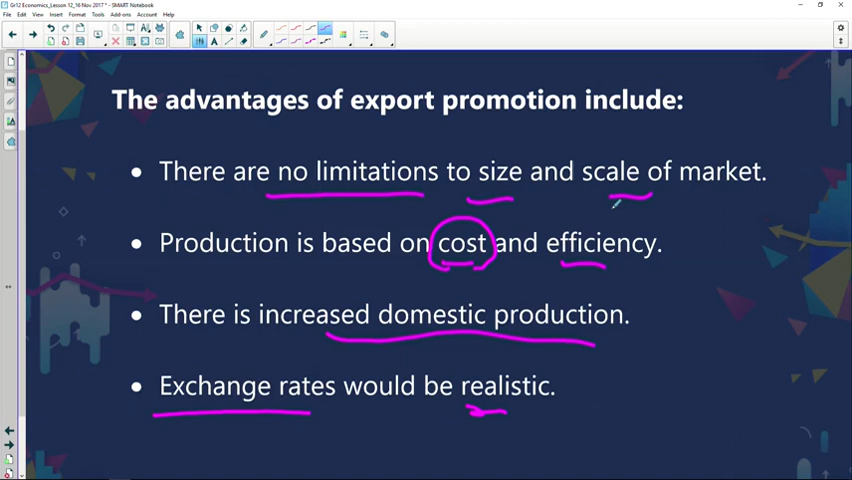 Gr12 Economics_Lesson 12_16 Nov 2017 * - SMART Notebook
File Edit View Insert Format Tools Add-ons Account Help
The advantages of export promotion include:
• There are no limitations to size and scale of market.
• Production is based on cost and efficiency.
• There is increased domestic production.
• Exchange rates would be realistic.